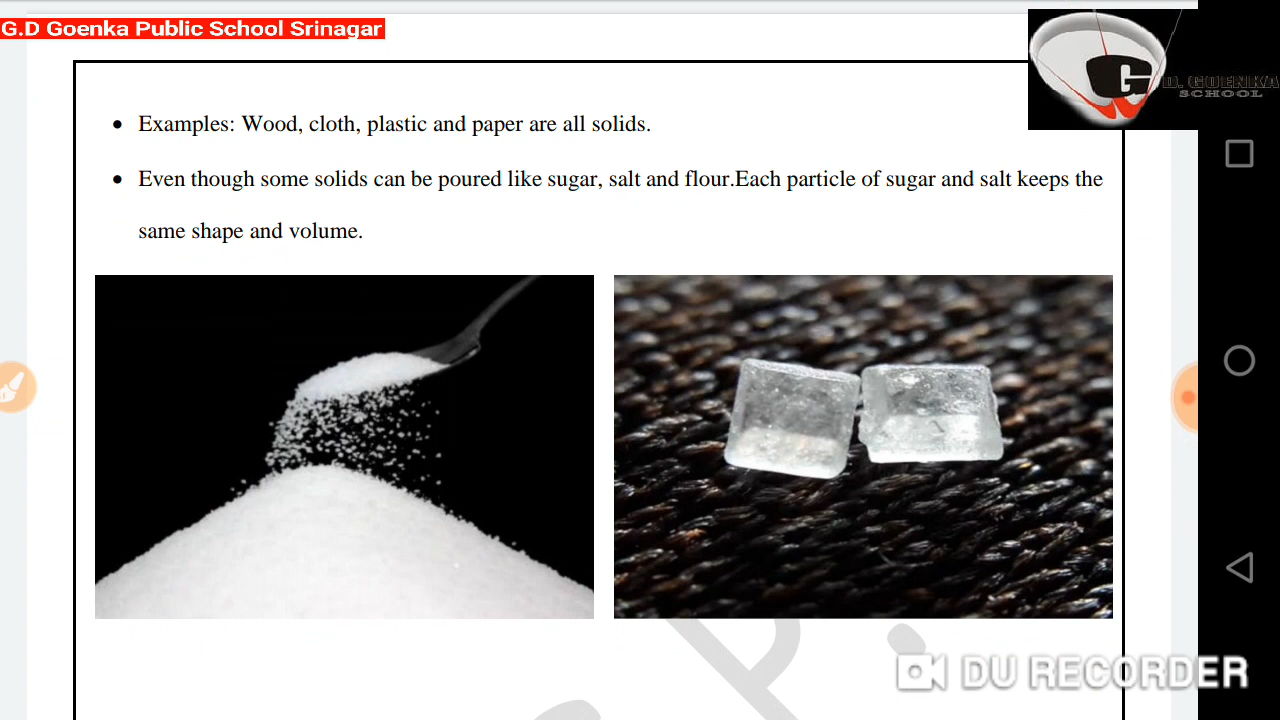 G.D Goenka Public School Srinagar
G
D. GOENKA
SCHOOL
• Examples: Wood, cloth, plastic and paper are all solids.
• Even though some solids can be poured like sugar, salt and flour.Each particle of sugar and salt keeps the
same shape and volume.
DU RECORDER